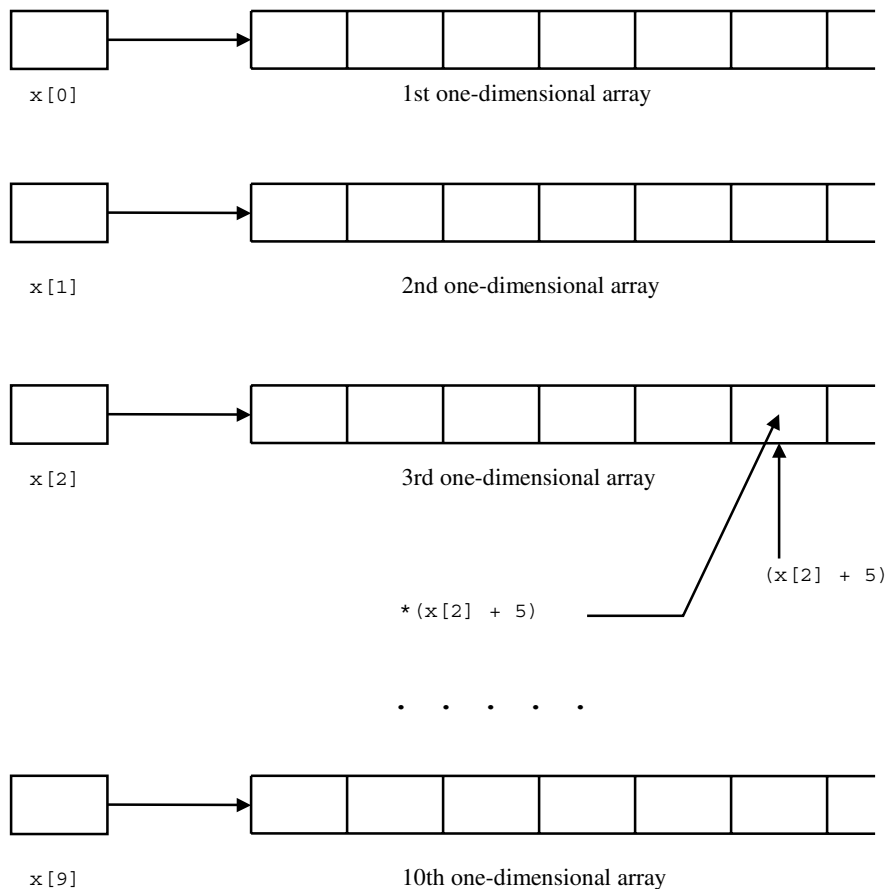 x[0]
1st one-dimensional array
x[1]
2nd one-dimensional array
x[2]
3rd one-dimensional array
(x[2] + 5)
*(x[2] + 5)
. . . . .
x[9]
10th one-dimensional array